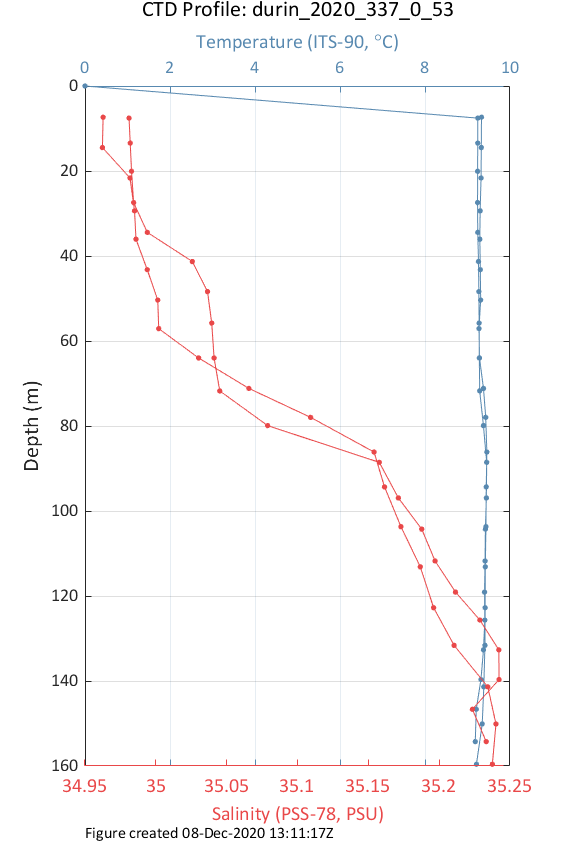 CTD Profile: durin_2020_337_0_53
Temperature (ITS-90, °C)
0 2 4 6 8 10
0
20
40
60
80
100
120
140
160
Depth (m)
34.95 35 35.05 35.1 35.15 35.2 35.25
Salinity (PSS-78, PSU)
Figure created 08-Dec-2020 13:11:17Z